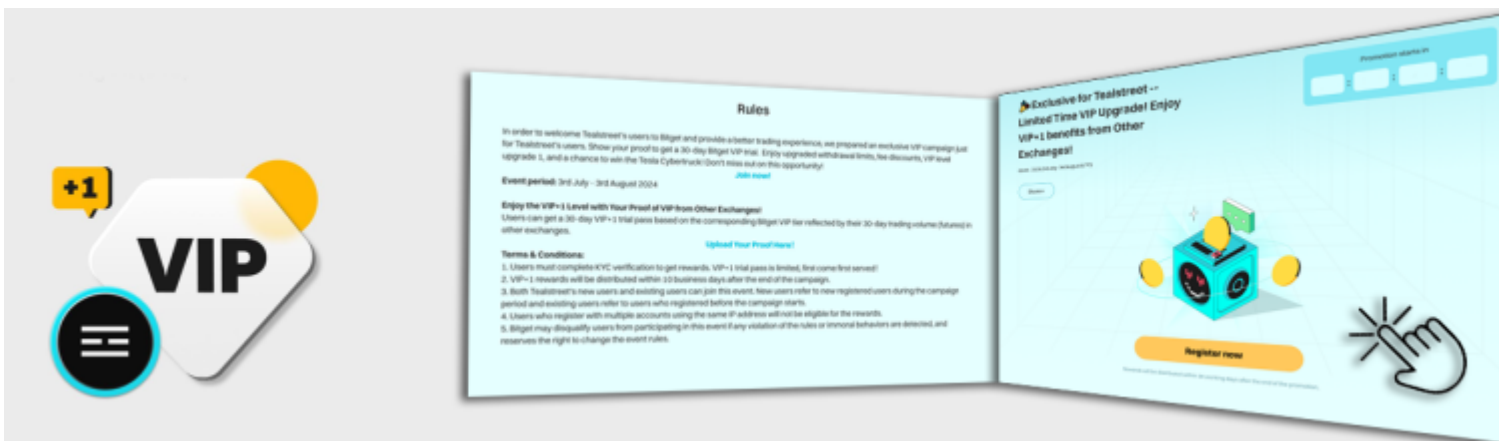 +1
VIP
Rules
In order to welcome Tealstreet's users to Bitget and provide a better trading experience, we prepared an exclusive VIP campaign just
for Tealstreet's users. Show your proof to get a 30-day Bitget VIP trial. Enjoy upgraded withdrawal limits, fee discounts, VIP level
upgrade 1, and a chance to win the Tesla Cybertruck! Don't miss out on this opportunity!
Join now!
Event period: 3rd July - 3rd August 2024
Enjoy the VIP+1 Level with Your Proof of VIP from Other Exchanges!
Users can get a 30-day VIP+1 trial pass based on the corresponding Bitget VIP tier reflected by their 30-day trading volume (futures) in
other exchanges.
Upload Your Proof Here!
Terms & Conditions:
1. Users must complete KYC verification to get rewards. VIP+1 trial pass is limited, first come first served!
2. VIP+1 rewards will be distributed within 10 business days after the end of the campaign.
3. Both Tealstreet's new users and existing users can join this event. New users refer to new registered users during the campaign
period and existing users refer to users who registered before the campaign starts.
4. Users who register with multiple accounts using the same IP address will not be eligible for the rewards.
5. Bitget may disqualify users from participating in this event if any violation of the rules or immoral behaviors are detected, and
reserves the right to change the event rules.
Promotion starts in
: : :
Exclusive for Tealstreet --
Limited Time VIP Upgrade! Enjoy
VIP+1 benefits from Other
Exchanges!
Register now